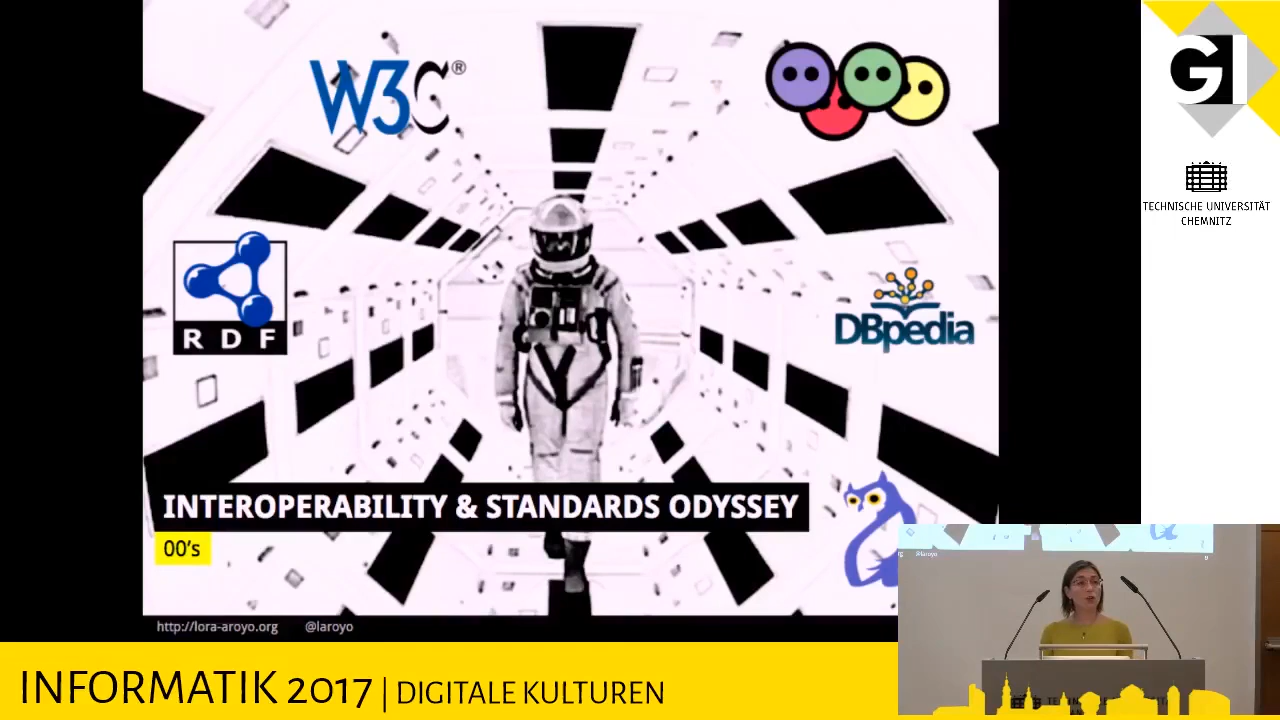 W3C®
RDF
DBpedia
INTEROPERABILITY & STANDARDS ODYSSEY
00's
http://lora-aroyo.org @laroyo
GI
TECHNISCHE UNIVERSITÄT
CHEMNITZ
@laroyo
INFORMATIK 2017 | DIGITALE KULTUREN